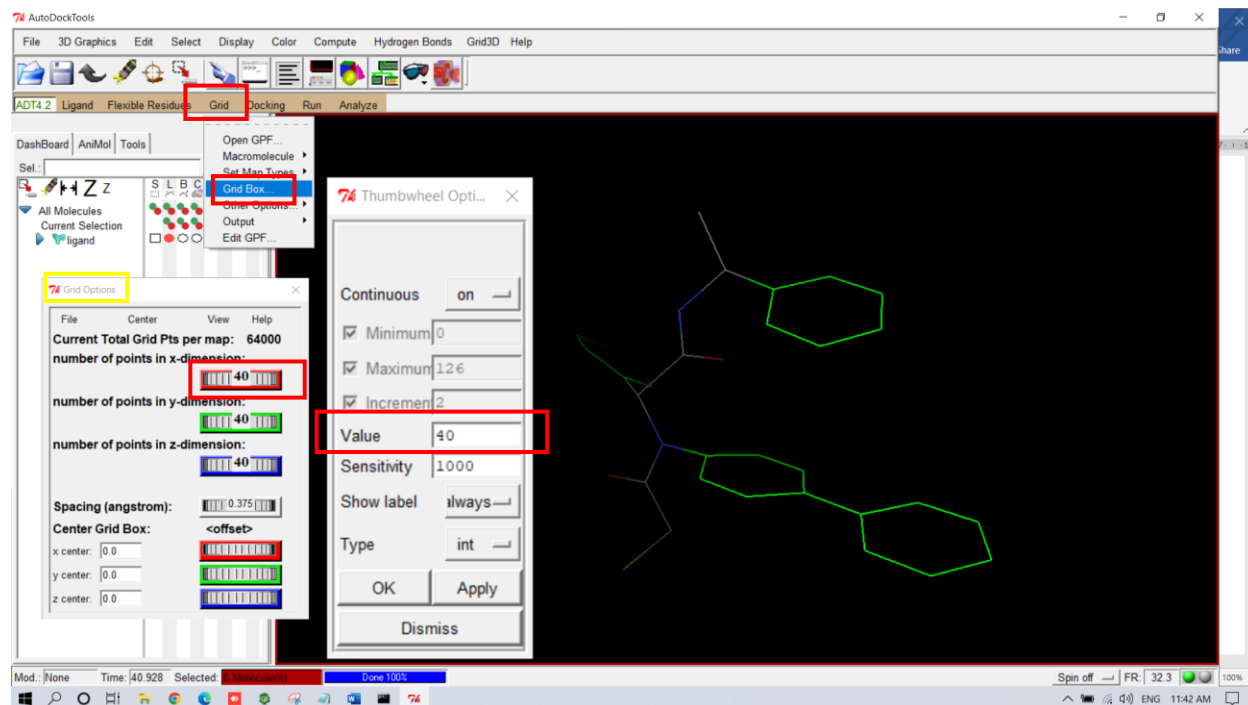 AutoDockTools
File 3D Graphics Edit Select Display Color Compute Hydrogen Bonds Grid3D Help
hare
ADT4.2 Ligand Flexible Residues Grid Docking Run Analyze
DashBoard AniMol Tools
Sel.:
Z Z
S L B C
All Molecules
Current Selection
ligand
Open GPF...
Macromolecule
Set Map Types
Grid Box...
Other Options...
Output
Edit GPF...
Grid Options
File Center View Help
Current Total Grid Pts per map: 64000
number of points in x-dimension:
40
number of points in y-dimension:
40
number of points in z-dimension:
40
Spacing (angstrom): 0.375
Center Grid Box: <offset>
x center: 0.0
y center: 0.0
z center: 0.0
Thumbwheel Opti...
Continuous on
Minimum 0
Maximum 126
Increment 2
Value 40
Sensitivity 1000
Show label always
Type int
OK Apply
Dismiss
Mod.: None Time: 40.928 Selected: 0 Molecule(s) Done 100% Spin off FR: 32.3 100%
ENG 11:42 AM